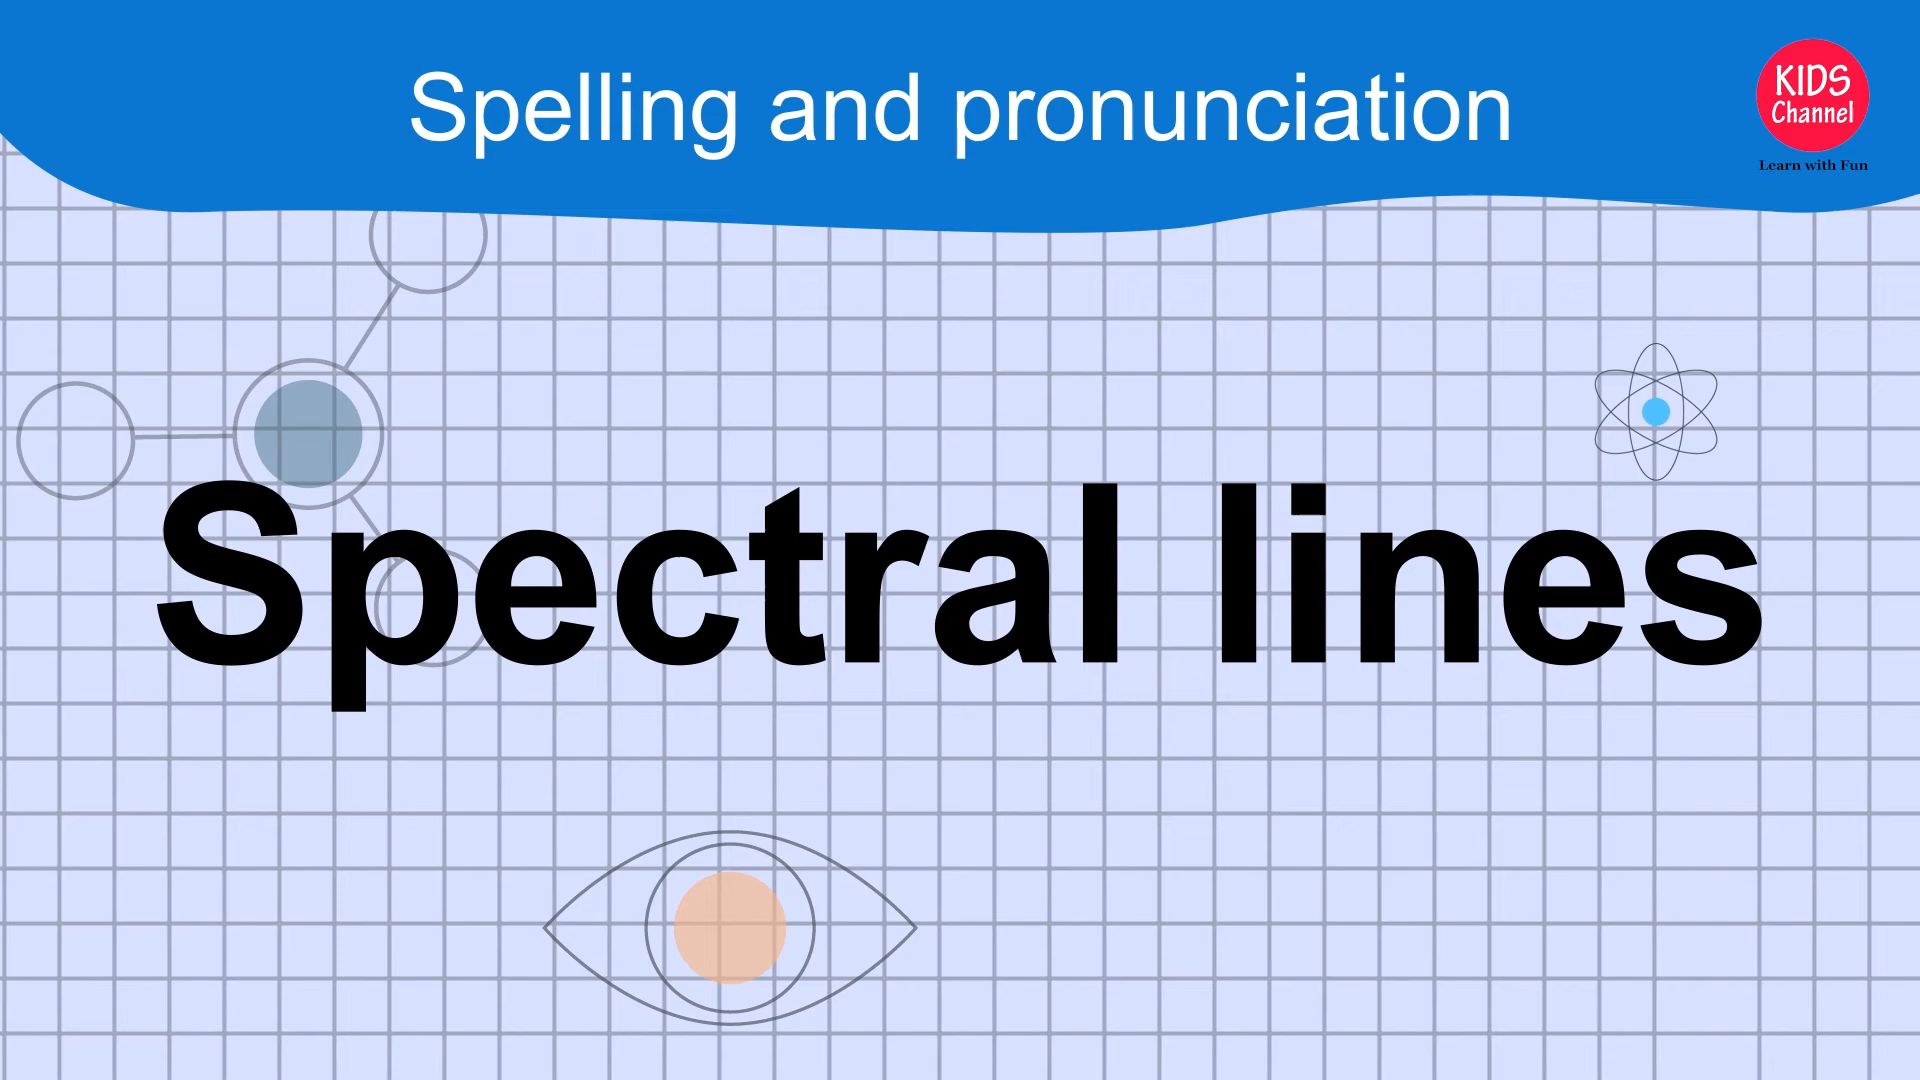 Spelling and pronunciation
KIDS
Channel
Learn with Fun
Spectral lines